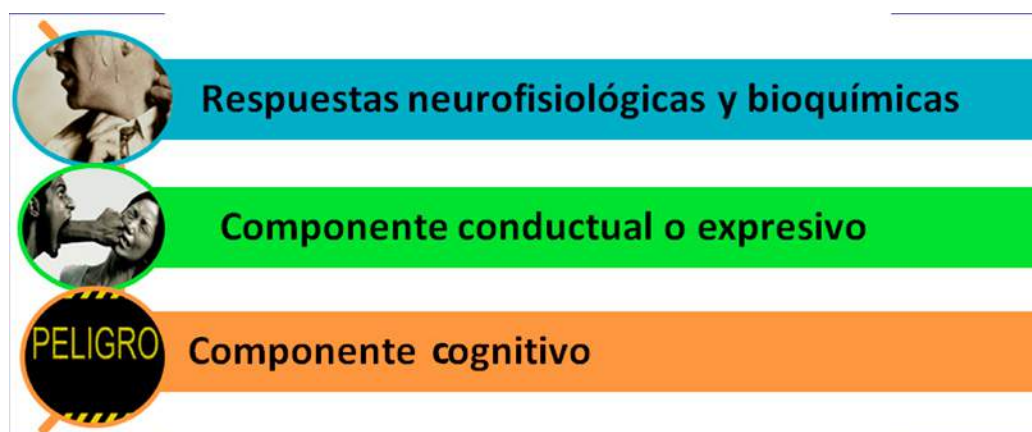 Respuestas neurofisiológicas y bioquímicas
Componente conductual o expresivo
PELIGRO
Componente cognitivo